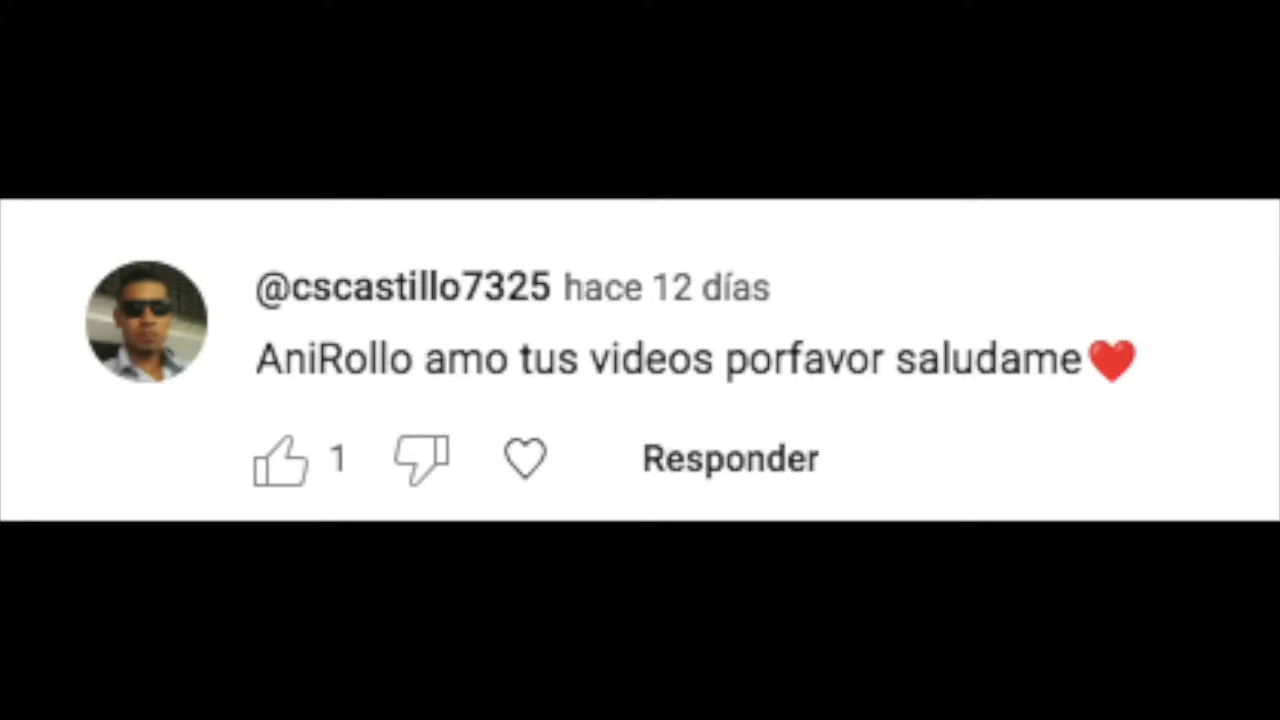 @cscastillo7325 hace 12 días
AniRollo amo tus videos porfavor saludame❤️
1 Responder